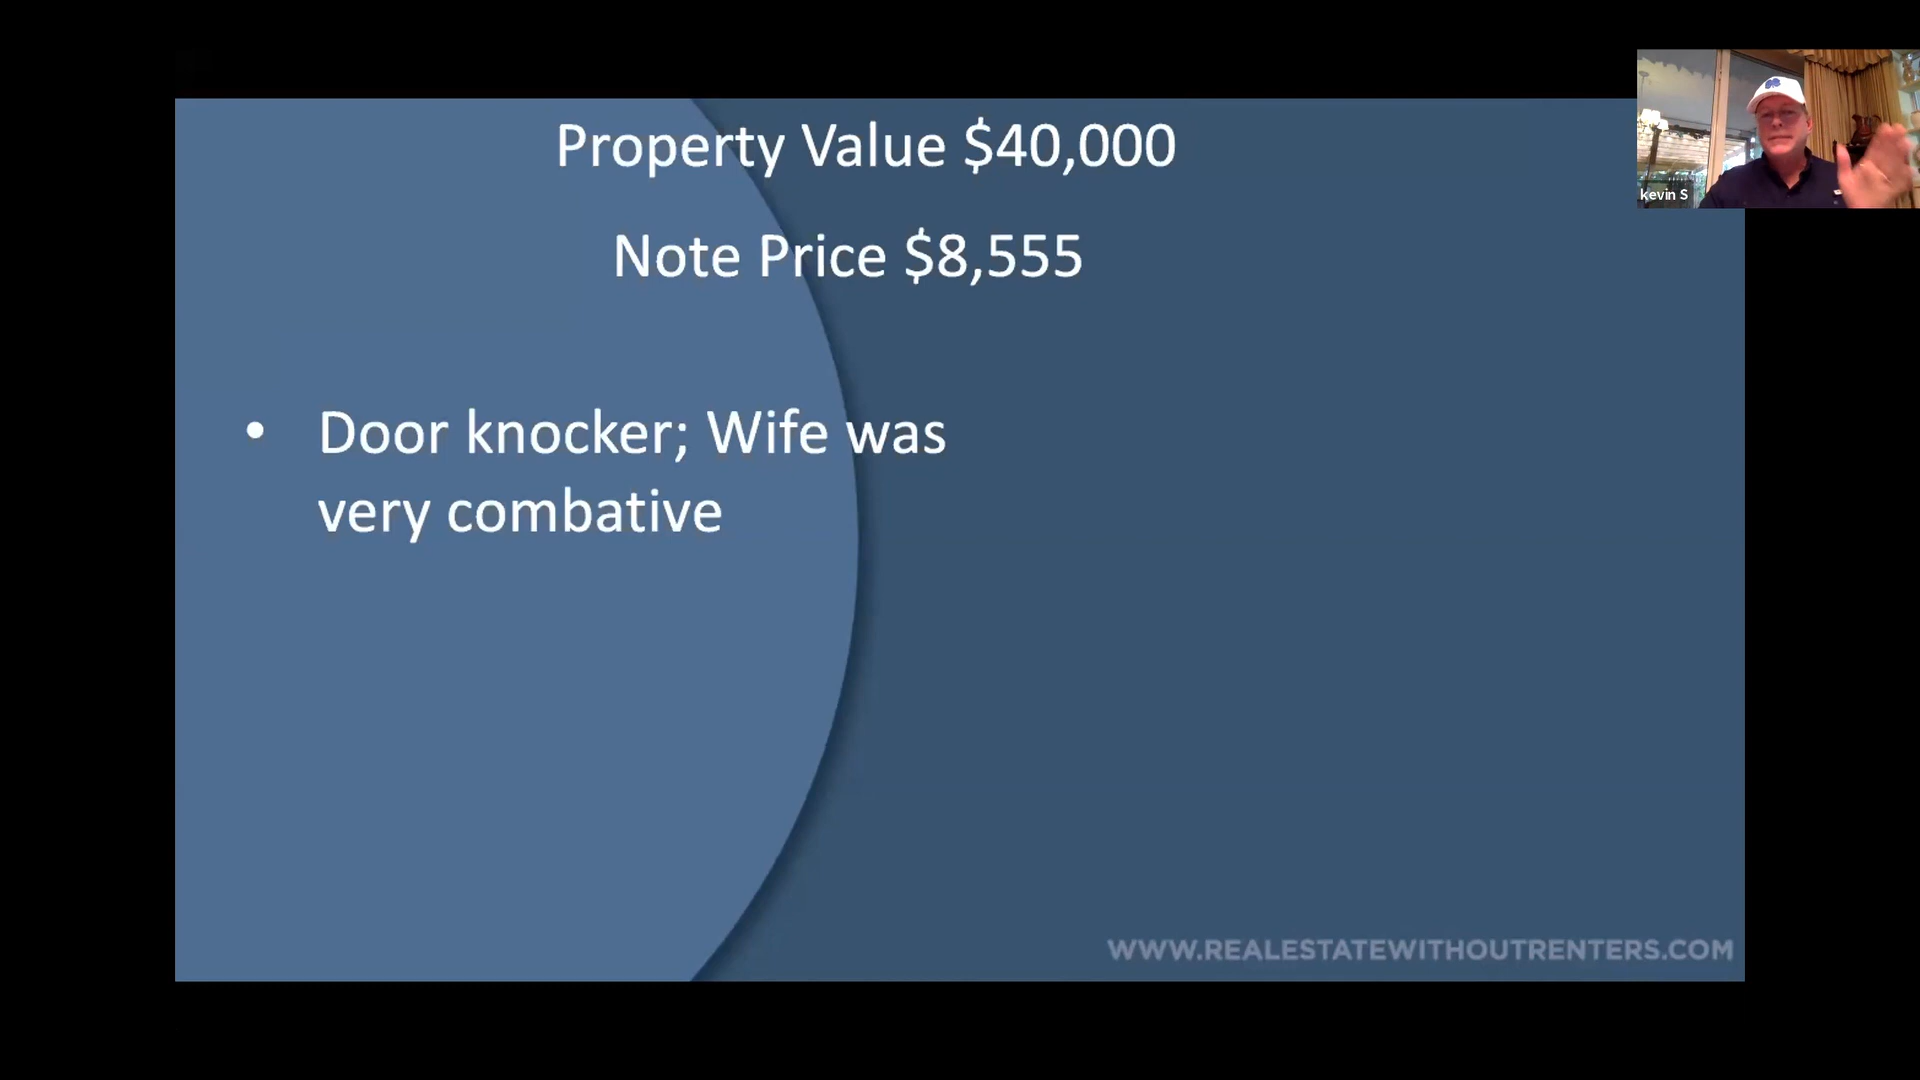 Property Value $40,000
kevin S
Note Price $8,555
• Door knocker; Wife was
very combative
WWW.REALESTATEWITHOUTRENTERS.COM